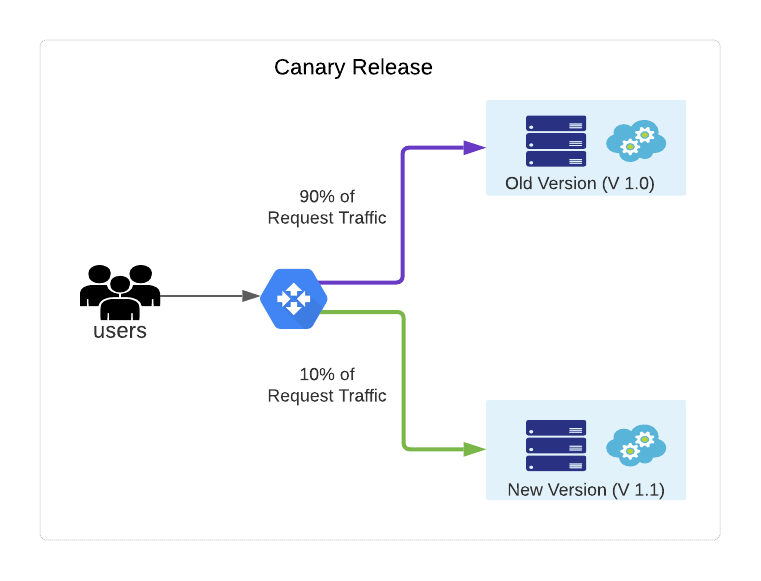 Canary Release
90% of
Request Traffic
Old Version (V 1.0)
users
10% of
Request Traffic
New Version (V 1.1)